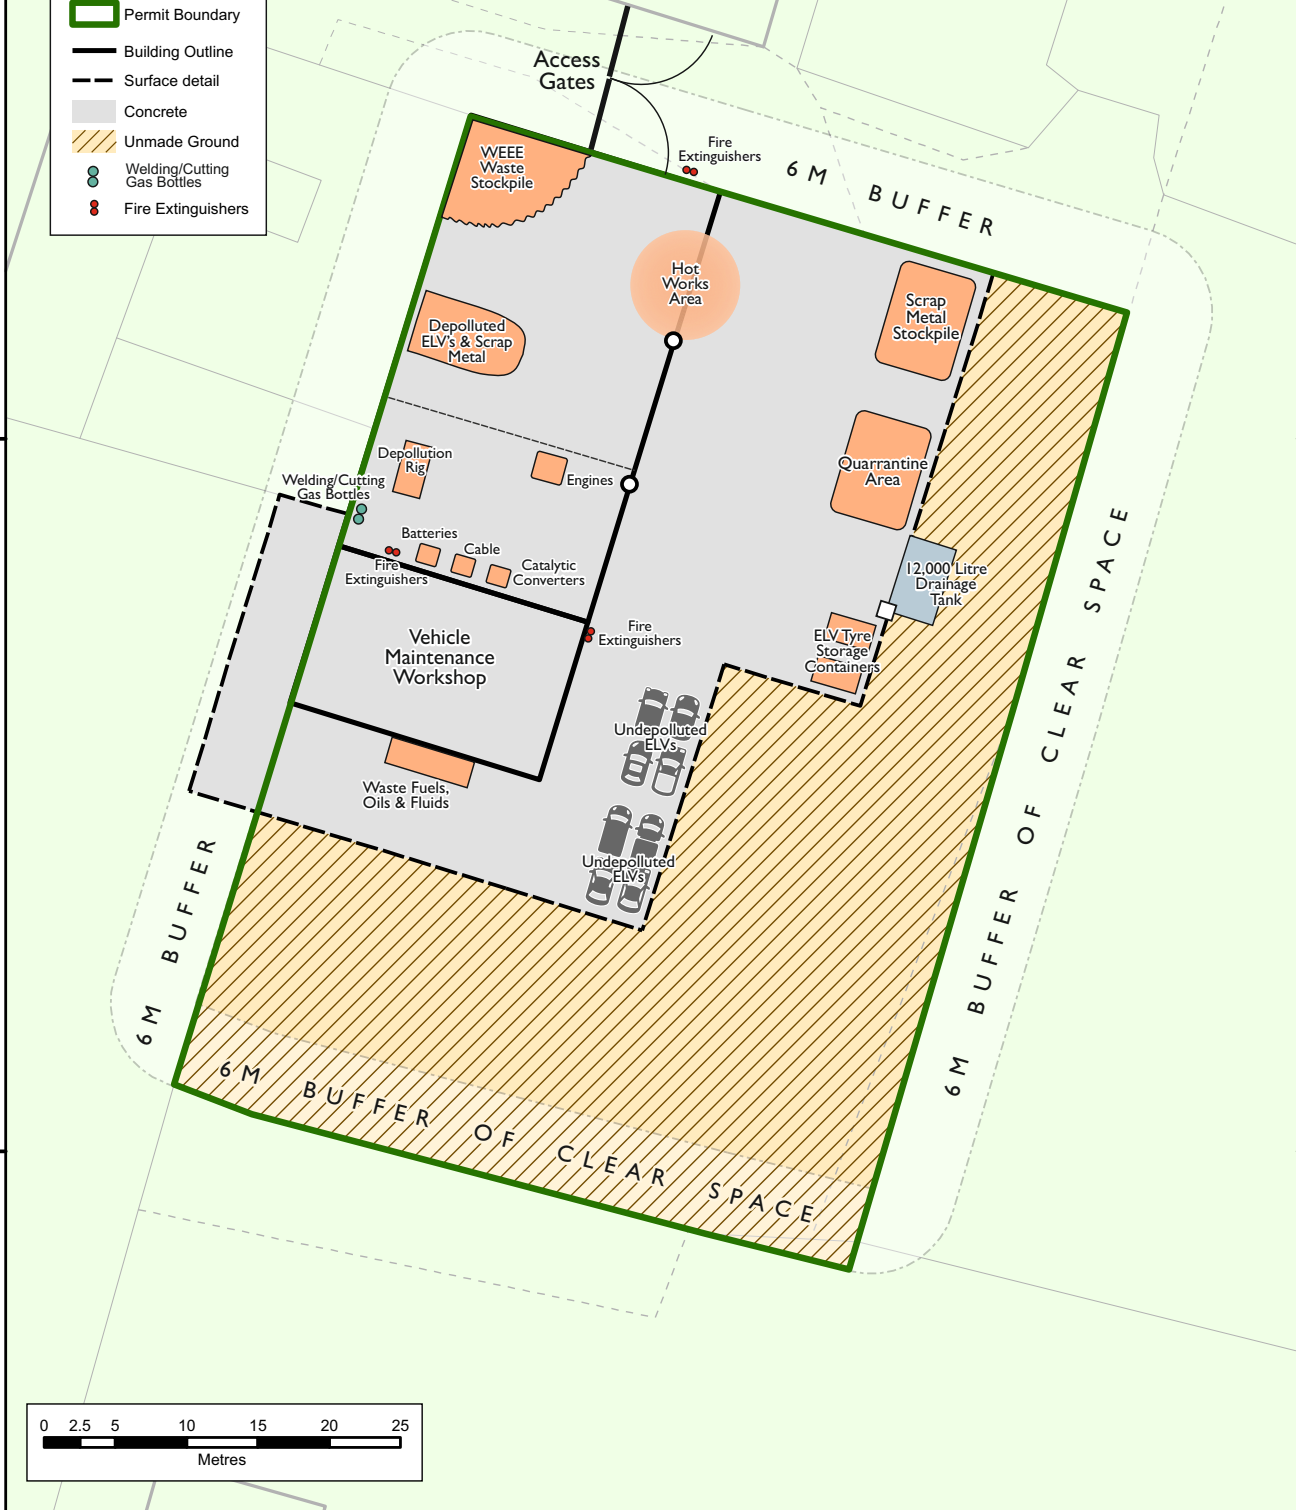 Permit Boundary
Building Outline
Surface detail
Concrete
Unmade Ground
Welding/Cutting
Gas Bottles
Fire Extinguishers
Access
Gates
Fire
Extinguishers
6M BUFFER
WEEE
Waste
Stockpile
Hot
Works
Area
Scrap
Metal
Stockpile
Depolluted
ELV's & Scrap
Metal
Depollution
Rig
Engines
Quarrantine
Area
Welding/Cutting
Gas Bottles
Batteries
Cable
Catalytic
Converters
Fire
Extinguishers
12,000 Litre
Drainage
Tank
Fire
Extinguishers
ELV Tyre
Storage
Containers
Vehicle
Maintenance
Workshop
Undepolluted
ELVs
Waste Fuels,
Oils & Fluids
Undepolluted
ELVs
6M BUFFER
6M BUFFER OF CLEAR SPACE
6M BUFFER OF CLEAR SPACE
0 2.5 5 10 15 20 25
Metres